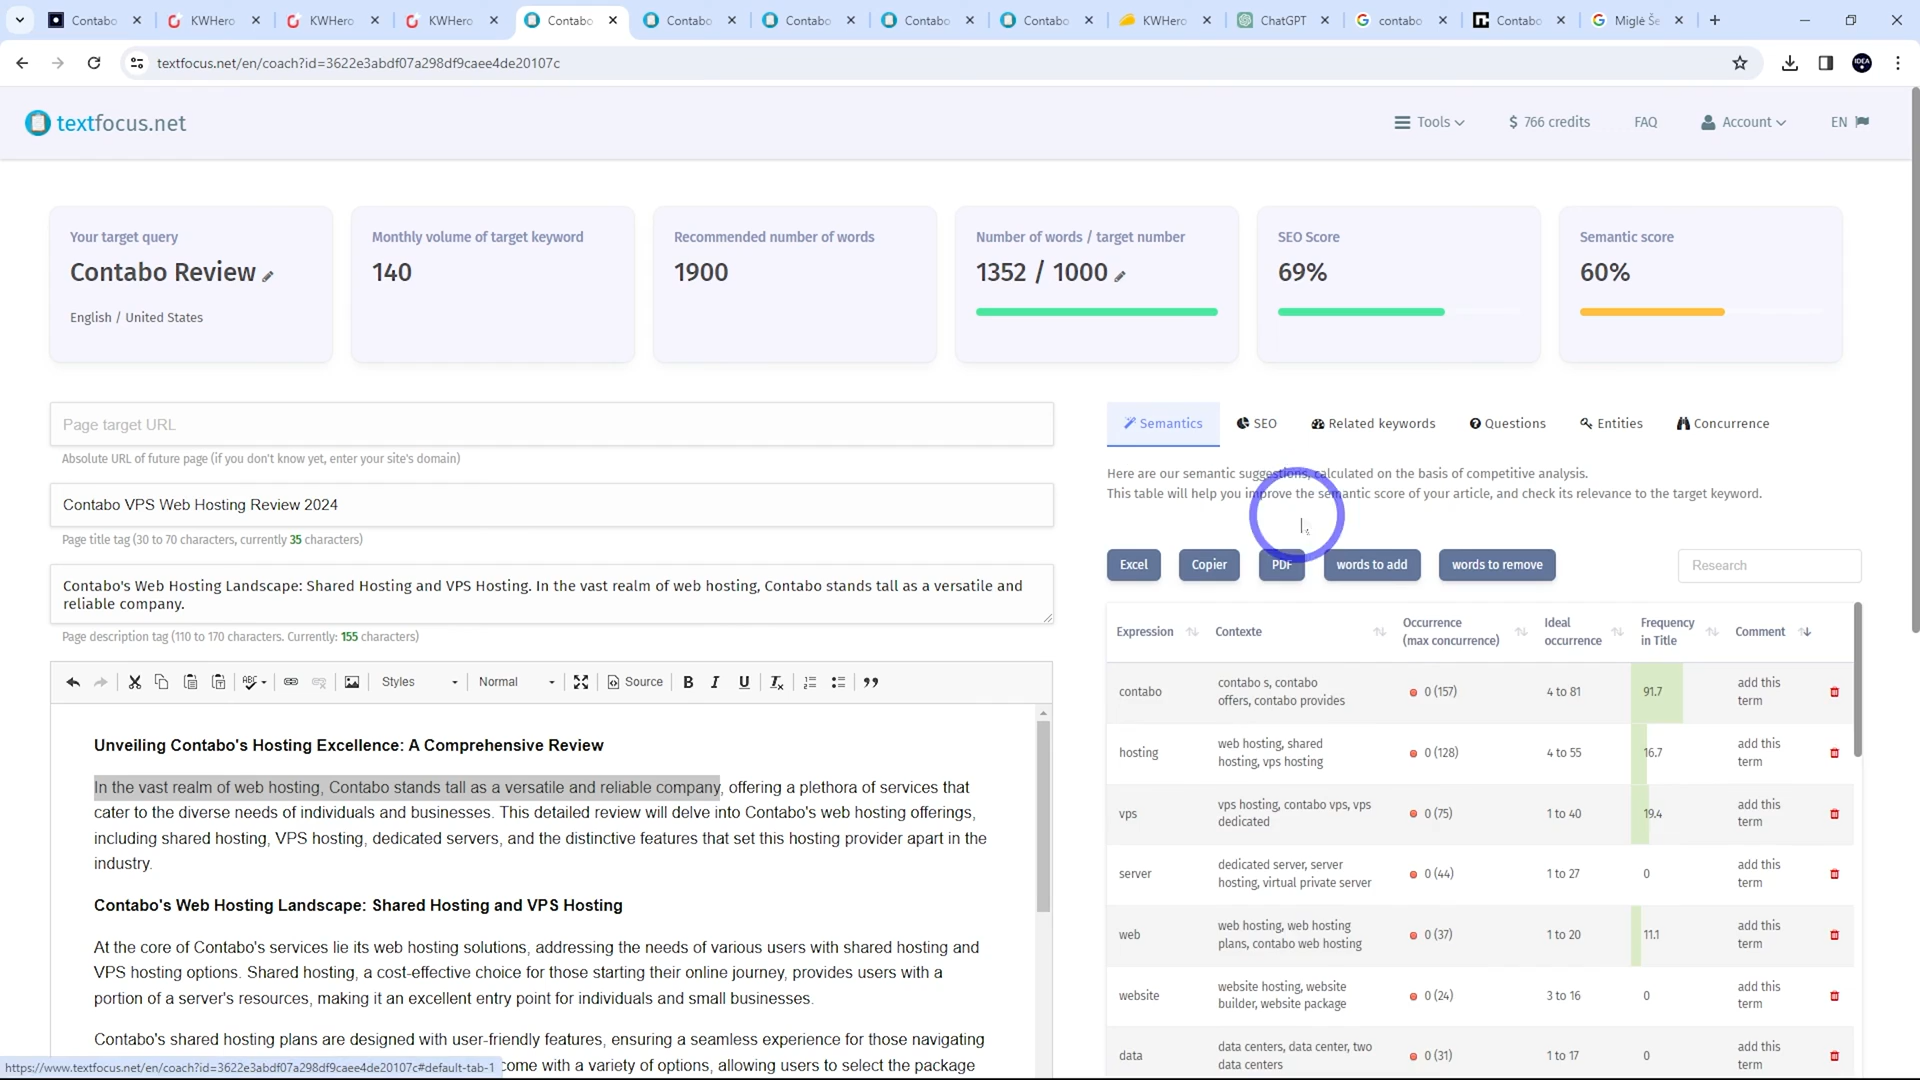 Contabo
KWHero
KWHero
KWHero
Contabo
Contabo
Contabo
Contabo
Contabo
KWHero
ChatGPT
contabo
Contabo
Miglė Še
textfocus.net/en/coach?id=3622e3abdf07a298df9caee4de20107c
IDEA
textfocus.net
Tools
$ 766 credits
FAQ
Account
EN
Your target query
Contabo Review
English / United States
Monthly volume of target keyword
140
Recommended number of words
1900
Number of words / target number
1352 / 1000
SEO Score
69%
Semantic score
60%
Page target URL
Absolute URL of future page (if you don't know yet, enter your site's domain)
Contabo VPS Web Hosting Review 2024
Page title tag (30 to 70 characters, currently 35 characters)
Contabo's Web Hosting Landscape: Shared Hosting and VPS Hosting. In the vast realm of web hosting, Contabo stands tall as a versatile and
reliable company.
Page description tag (110 to 170 characters. Currently: 155 characters)
ABC
Styles
Normal
Source
B I U
Unveiling Contabo's Hosting Excellence: A Comprehensive Review
In the vast realm of web hosting, Contabo stands tall as a versatile and reliable company, offering a plethora of services that
cater to the diverse needs of individuals and businesses. This detailed review will delve into Contabo's web hosting offerings,
including shared hosting, VPS hosting, dedicated servers, and the distinctive features that set this hosting provider apart in the
industry.
Contabo's Web Hosting Landscape: Shared Hosting and VPS Hosting
At the core of Contabo's services lie its web hosting solutions, addressing the needs of various users with shared hosting and
VPS hosting options. Shared hosting, a cost-effective choice for those starting their online journey, provides users with a
portion of a server's resources, making it an excellent entry point for individuals and small businesses.
Contabo's shared hosting plans are designed with user-friendly features, ensuring a seamless experience for those navigating
come with a variety of options, allowing users to select the package
https://www.textfocus.net/en/coach?id=3622e3abdf07a298df9caee4de20107c#default-tab-1
Semantics
SEO
Related keywords
Questions
Entities
Concurrence
Here are our semantic suggestions, calculated on the basis of competitive analysis.
This table will help you improve the semantic score of your article, and check its relevance to the target keyword.
Excel
Copier
PDF
words to add
words to remove
Research
Expression
Contexte
Occurrence
(max concurrence)
Ideal
occurrence
Frequency
in Title
Comment
contabo
contabo s, contabo
offers, contabo provides
0 (157)
4 to 81
91.7
add this
term
hosting
web hosting, shared
hosting, vps hosting
0 (128)
4 to 55
16.7
add this
term
vps
vps hosting, contabo vps, vps
dedicated
0 (75)
1 to 40
19.4
add this
term
server
dedicated server, server
hosting, virtual private server
0 (44)
1 to 27
0
add this
term
web
web hosting, web hosting
plans, contabo web hosting
0 (37)
1 to 20
11.1
add this
term
website
website hosting, website
builder, website package
0 (24)
3 to 16
0
add this
term
data
data centers, data center, two
data centers
0 (31)
1 to 17
0
add this
term